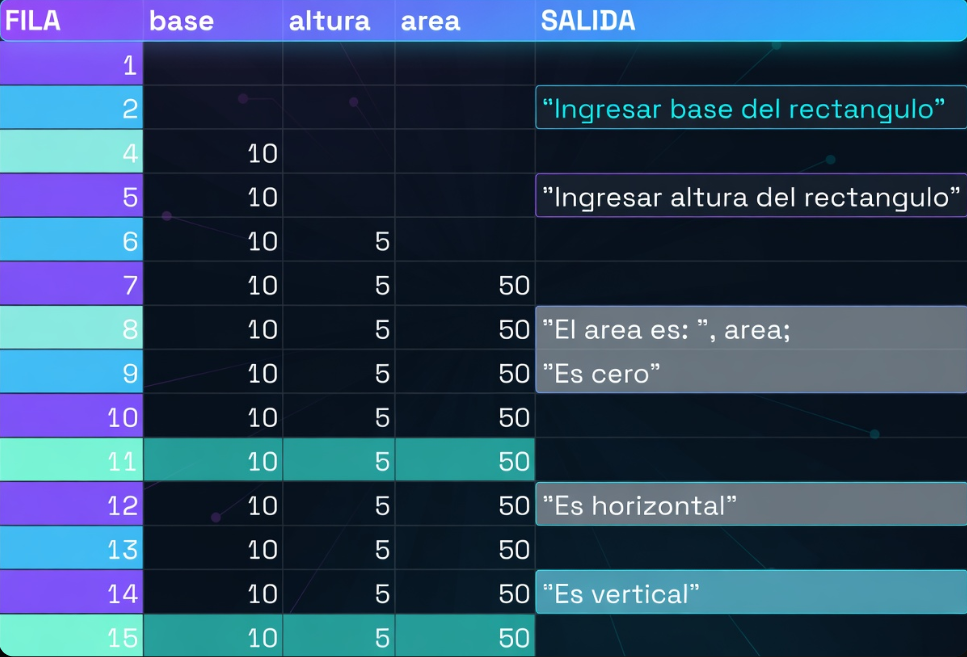 FILA base altura area SALIDA
1
2 "Ingresar base del rectangulo"
4 10
5 10 "Ingresar altura del rectangulo"
6 10 5
7 10 5 50
8 10 5 50 "El area es: ", area;
9 10 5 50 "Es cero"
10 10 5 50
11 10 5 50
12 10 5 50 "Es horizontal"
13 10 5 50
14 10 5 50 "Es vertical"
15 10 5 50